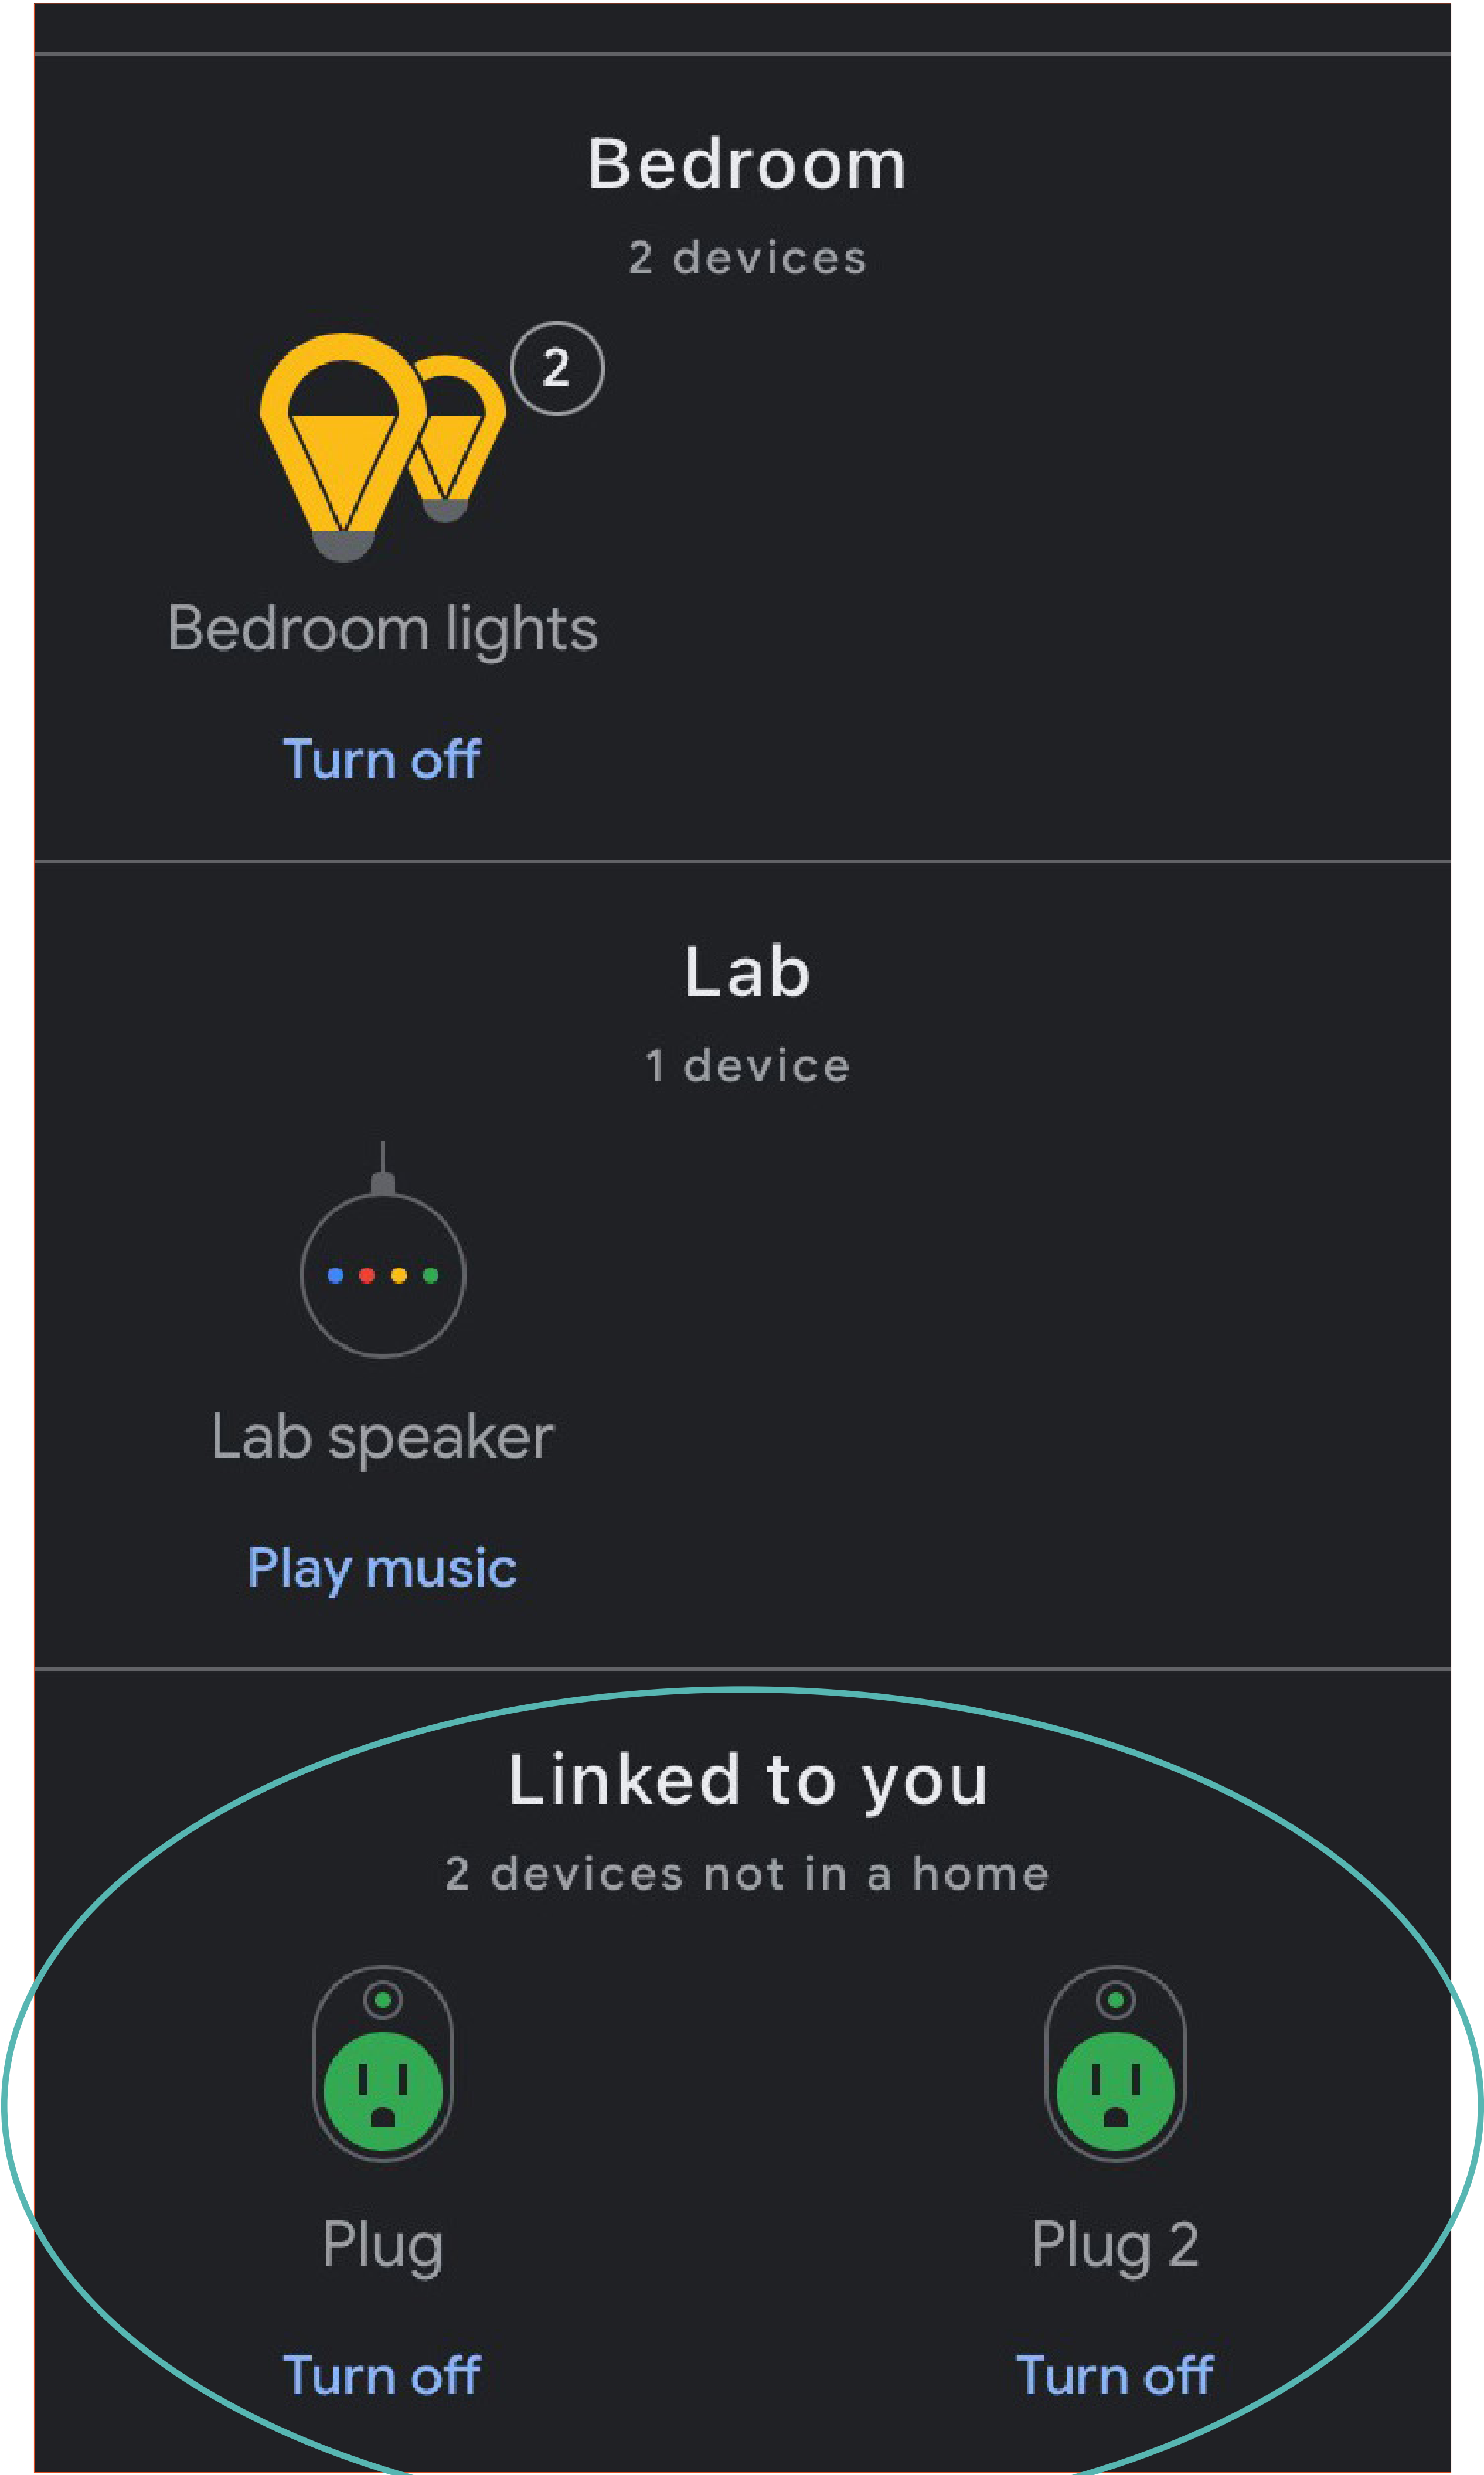 Bedroom
2 devices
2
Bedroom lights
Turn off
Lab
1 device
Lab speaker
Play music
Linked to you
2 devices not in a home
Plug Plug 2
Turn off Turn off